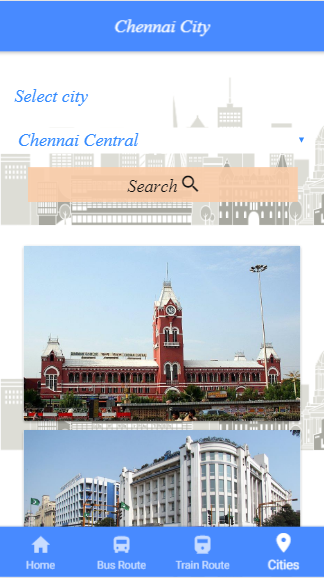 Chennai City
Select city
Chennai Central
Search
Home
Bus Route
Train Route
Cities